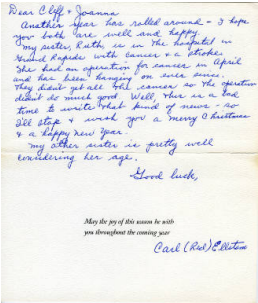 Dear Cliff & Joanna
Another year has rolled around - I hope
you both are well and happy.
My sister, Ruth, is in the hospital in
Grand Rapids with cancer & a stroke.
She had an operation for cancer in April
and has been hanging on ever since.
They didn't get all the cancer so the operation
didn't do much good. Well, this is a bad
time to write that kind of news - so
I'll stop & wish you a Merry Christmas
& a happy New Year.
My other sister is pretty well
considering her age.
Good luck,
May the joy of this season be with
you throughout the coming year
Carl (Red) Ellstrom